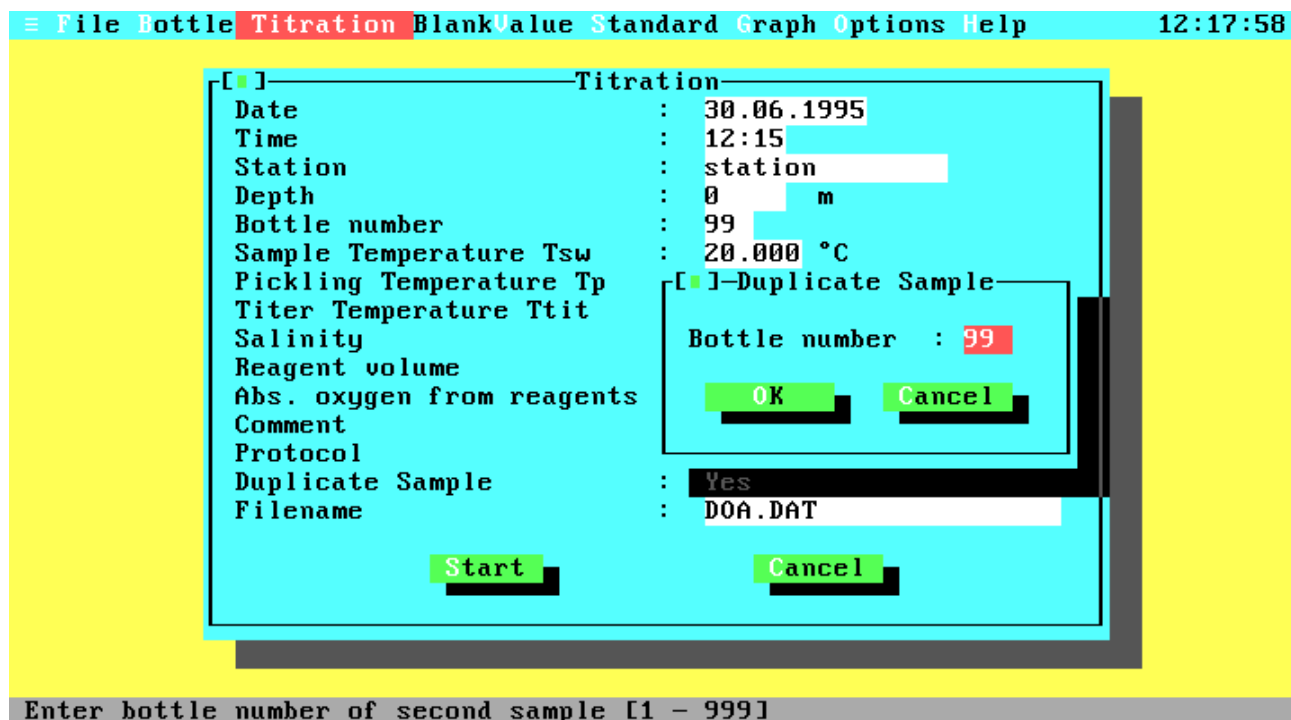 ≡ File Bottle Titration BlankValue Standard Graph Options Help 12:17:58
[■] Titration
Date : 30.06.1995
Time : 12:15
Station : station
Depth : 0 m
Bottle number : 99
Sample Temperature Tsw : 20.000 °C
Pickling Temperature Tp
[■] Duplicate Sample
Titer Temperature Ttit
Salinity
Bottle number : 99
Reagent volume
Abs. oxygen from reagents
OK Cancel
Comment
Protocol
Duplicate Sample : Yes
Filename : DOA.DAT
Start Cancel
Enter bottle number of second sample [1 - 999]